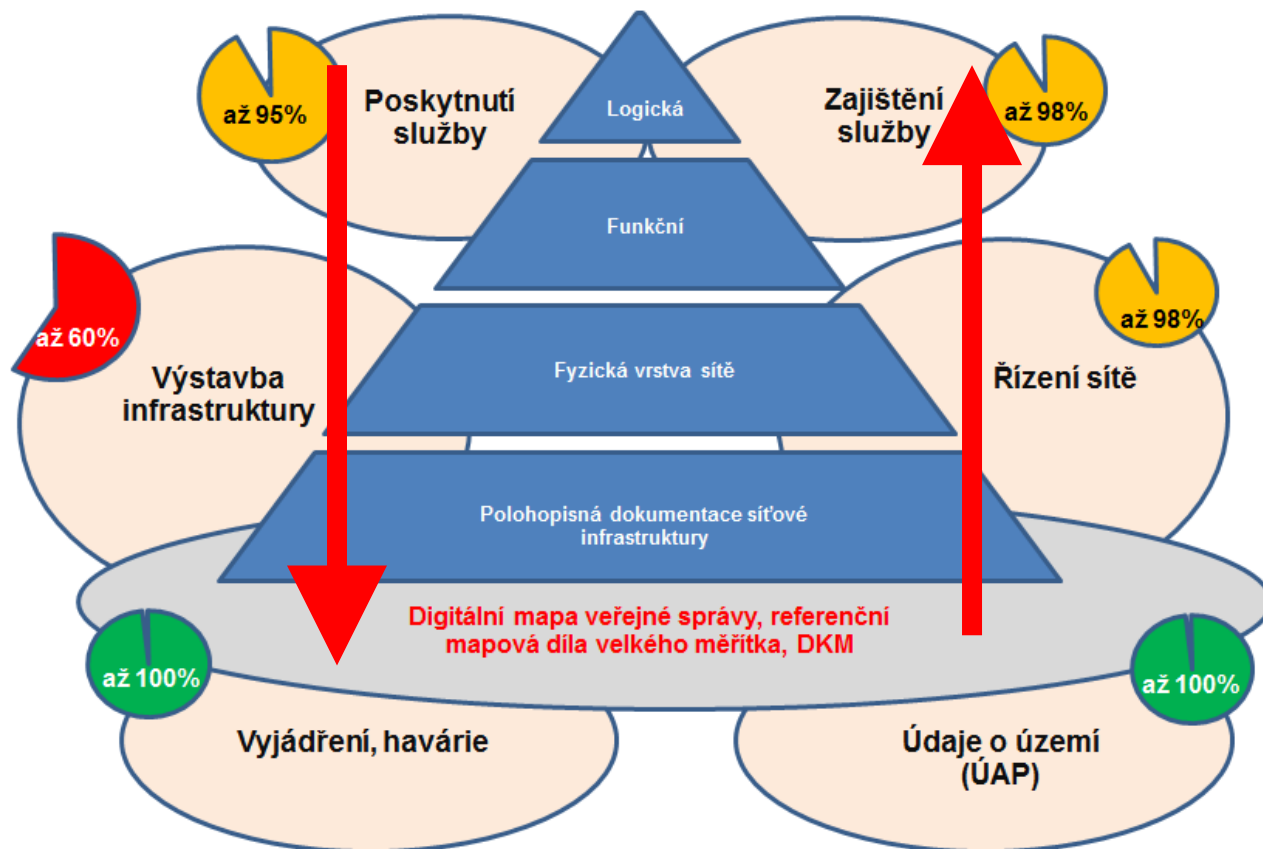 až 95%
Poskytnutí
služby
Logická
Zajištění
služby
až 98%
Funkční
až 60%
Výstavba
infrastruktury
Fyzická vrstva sítě
až 98%
Řízení sítě
Polohopisná dokumentace síťové
infrastruktury
Digitální mapa veřejné správy, referenční
mapová díla velkého měřítka, DKM
až 100%
až 100%
Vyjádření, havárie
Údaje o území
(ÚAP)